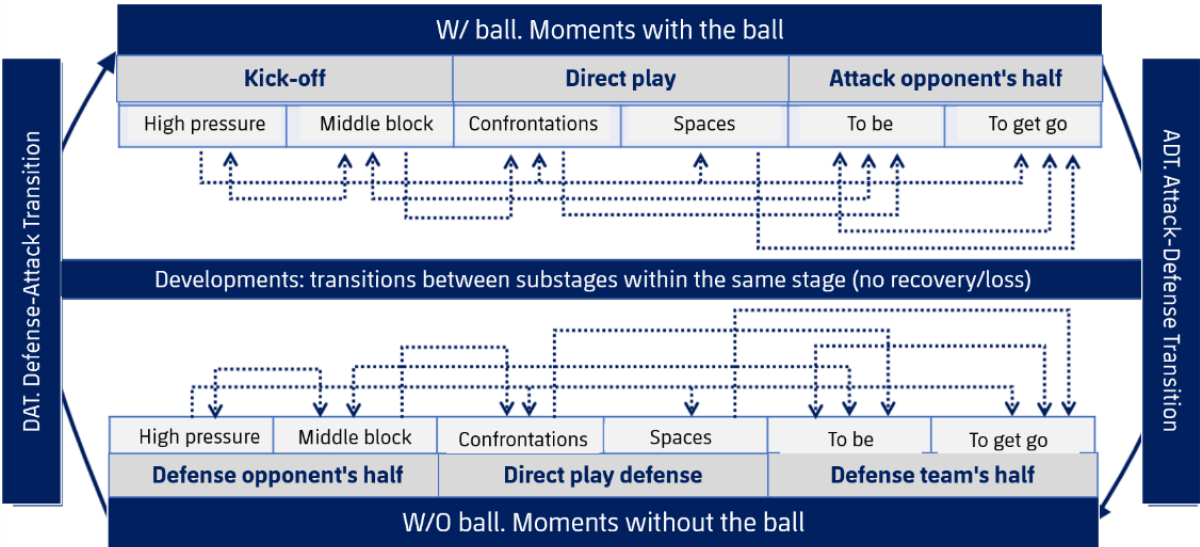 W/ ball. Moments with the ball
Kick-off Direct play Attack opponent's half
High pressure Middle block Confrontations Spaces To be To get go
DAT. Defense-Attack Transition
ADT. Attack-Defense Transition
Developments: transitions between substages within the same stage (no recovery/loss)
High pressure Middle block Confrontations Spaces To be To get go
Defense opponent's half Direct play defense Defense team's half
W/O ball. Moments without the ball